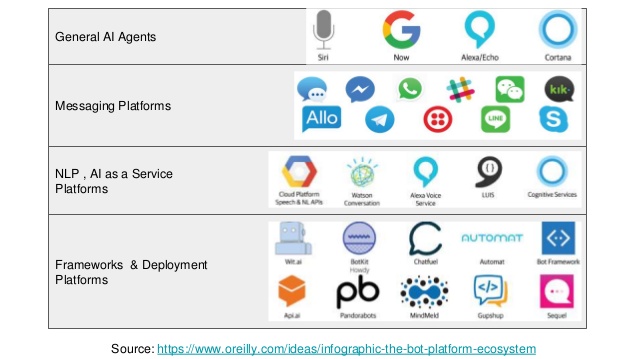 General AI Agents
Siri
Now
Alexa/Echo
Cortana
Messaging Platforms
kik
Allo
LINE
S
NLP , AI as a Service
Platforms
Cloud Platform
Speech & NL APIs
Watson
Conversation
Alexa Voice
Service
LUIS
Cognitive Services
Frameworks & Deployment
Platforms
AUTOMAT
Wit.ai
BotKit
Howdy
Chatfuel
Automat
Bot Framework
pb
Api.ai
Pandorabots
MindMeld
Gupshup
Sequel
Source: https://www.oreilly.com/ideas/infographic-the-bot-platform-ecosystem